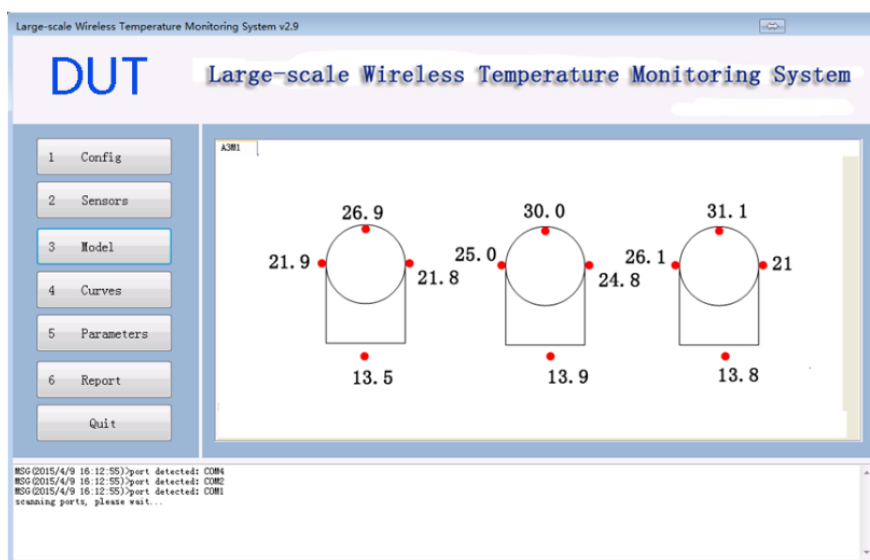 Large-scale Wireless Temperature Monitoring System v2.9
DUT
Large-scale Wireless Temperature Monitoring System
1 Config
2 Sensors
3 Model
4 Curves
5 Parameters
6 Report
Quit
A3M1
26.9
21.9
21.8
13.5
30.0
25.0
24.8
13.9
31.1
26.1
21
13.8
MSG(2015/4/9 16:12:55)>port detected: COM4
MSG(2015/4/9 16:12:55)>port detected: COM2
MSG(2015/4/9 16:12:55)>port detected: COM1
scanning ports, please wait...